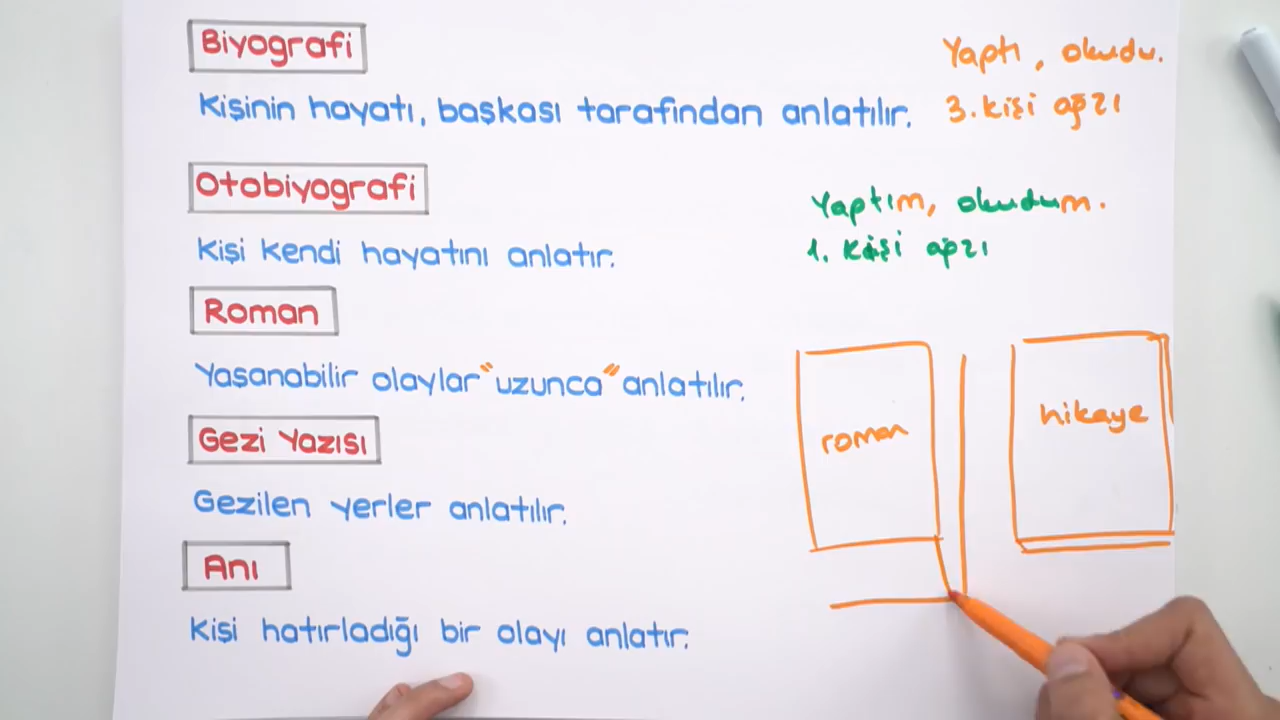 Biyografi
Yaptı, okudu.
Kişinin hayatı, başkası tarafından anlatılır.
3. kişi ağzı
Otobiyografi
Yaptım, okudum.
Kişi kendi hayatını anlatır.
1. kişi ağzı
Roman
Yaşanabilir olaylar "uzunca" anlatılır.
roman
hikaye
Gezi Yazısı
Gezilen yerler anlatılır.
Anı
Kişi hatırladığı bir olayı anlatır.